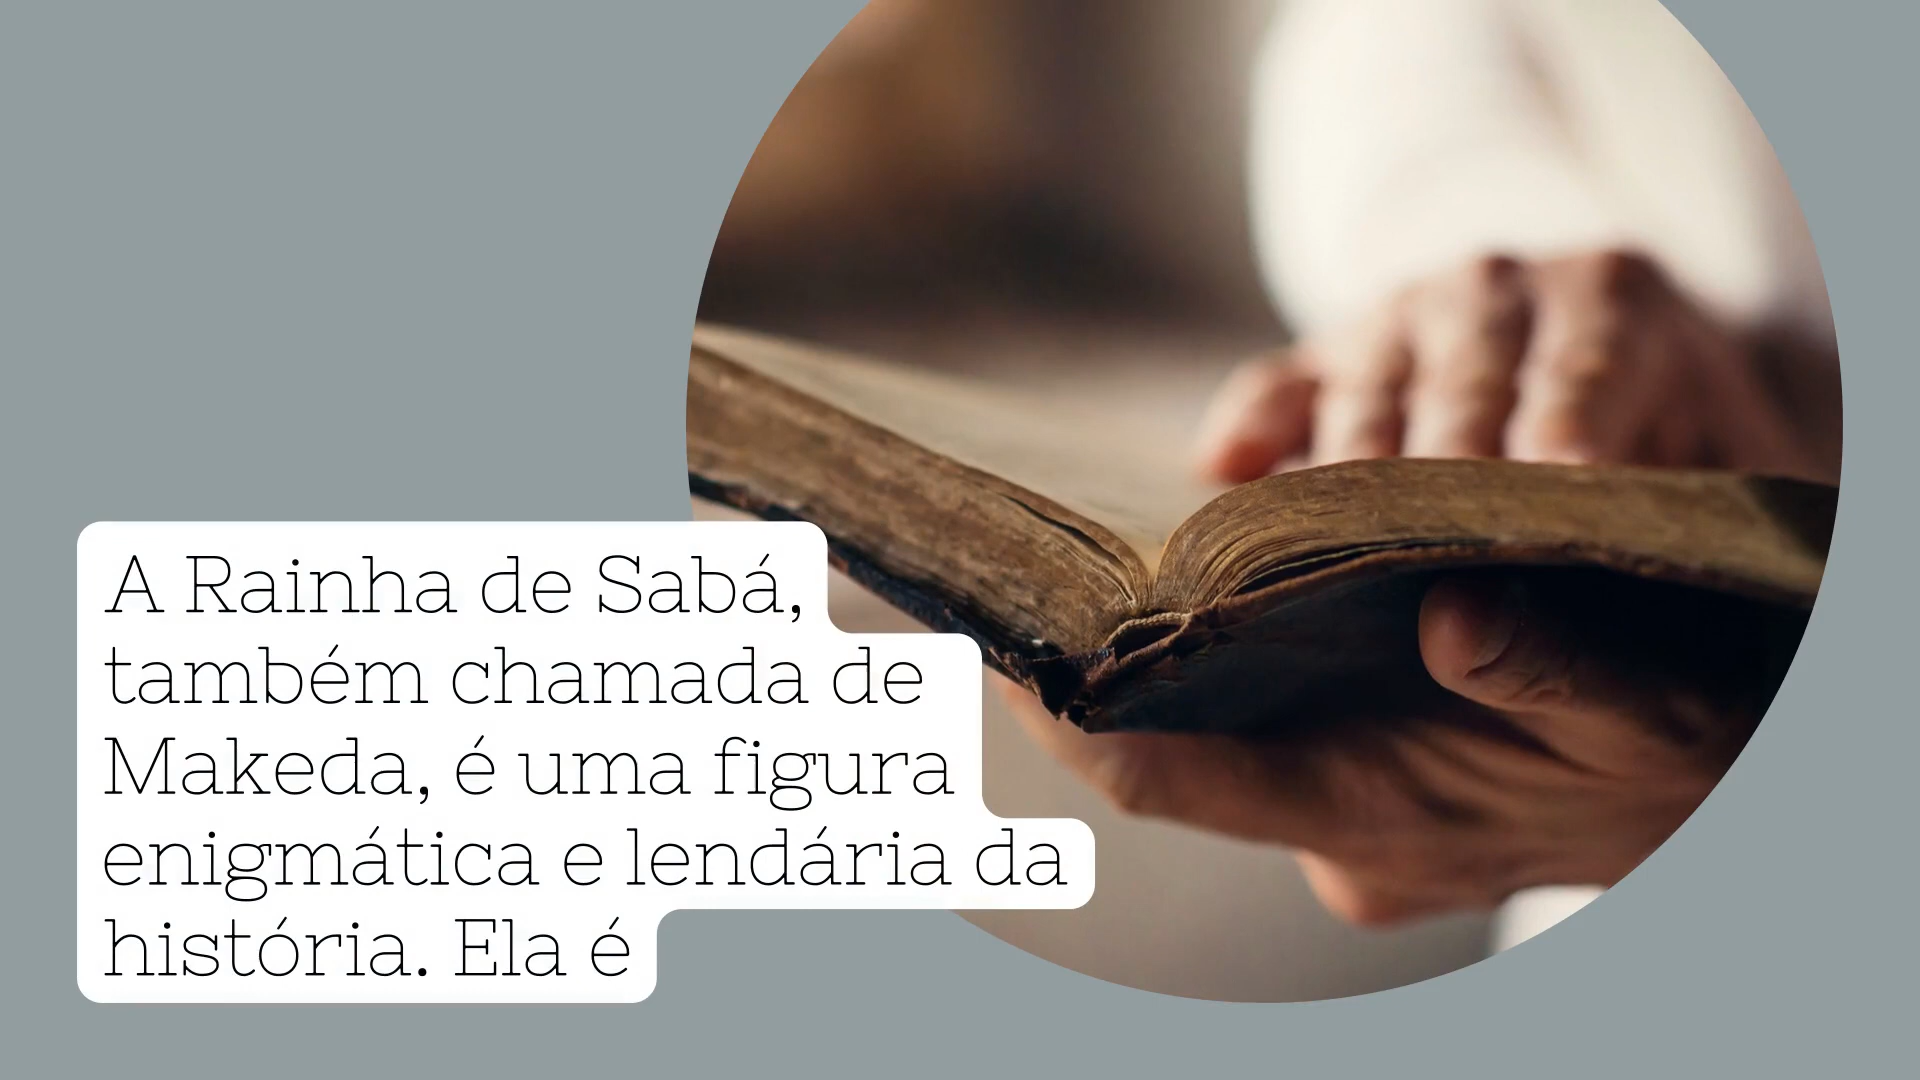 A Rainha de Sabá,
também chamada de
Makeda, é uma figura
enigmática e lendária da
história. Ela é